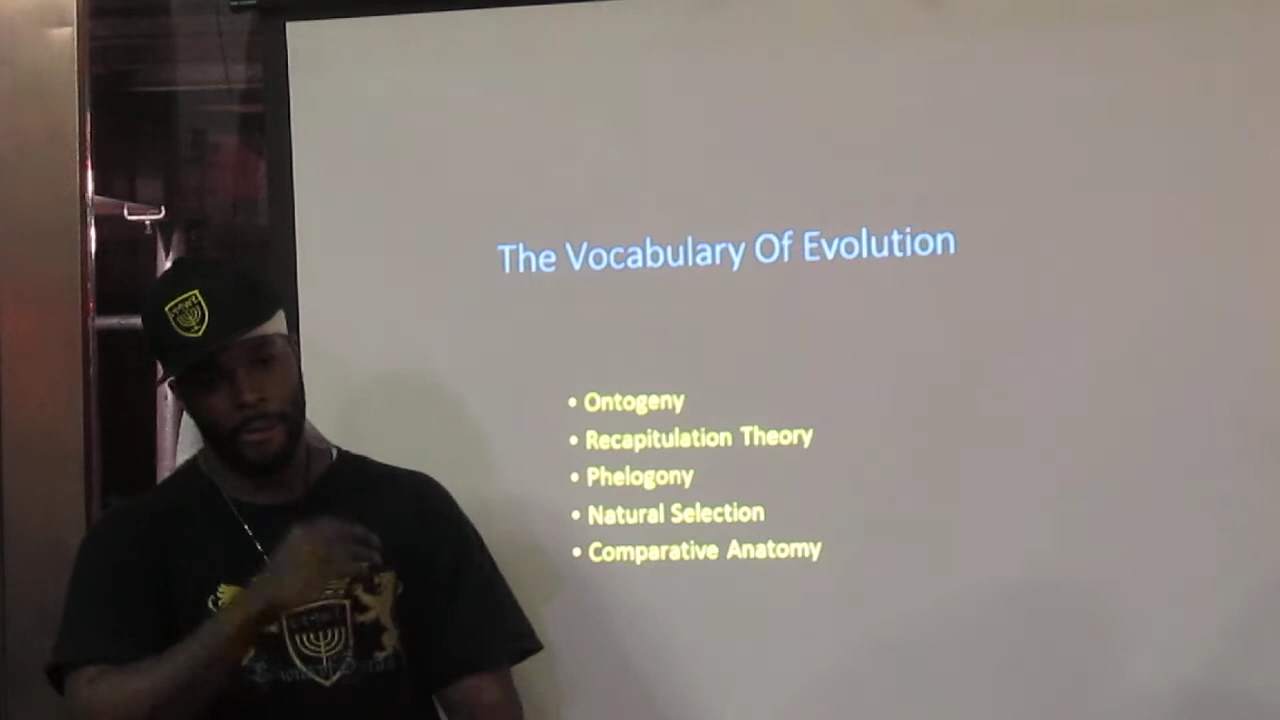 The Vocabulary Of Evolution
• Ontogeny
• Recapitulation Theory
• Phelogony
• Natural Selection
• Comparative Anatomy